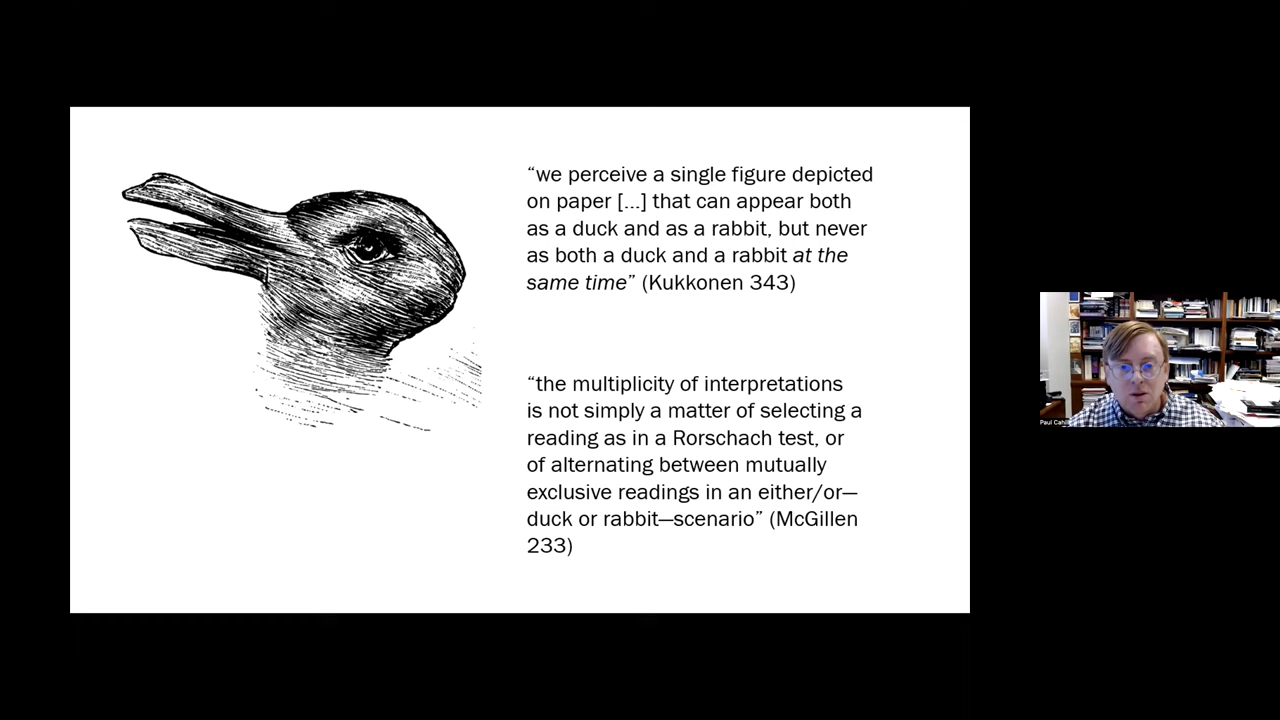 “we perceive a single figure depicted
on paper [...] that can appear both
as a duck and as a rabbit, but never
as both a duck and a rabbit at the
same time” (Kukkonen 343)
“the multiplicity of interpretations
is not simply a matter of selecting a
reading as in a Rorschach test, or
of alternating between mutually
exclusive readings in an either/or—
duck or rabbit—scenario” (McGillen
233)
Paul